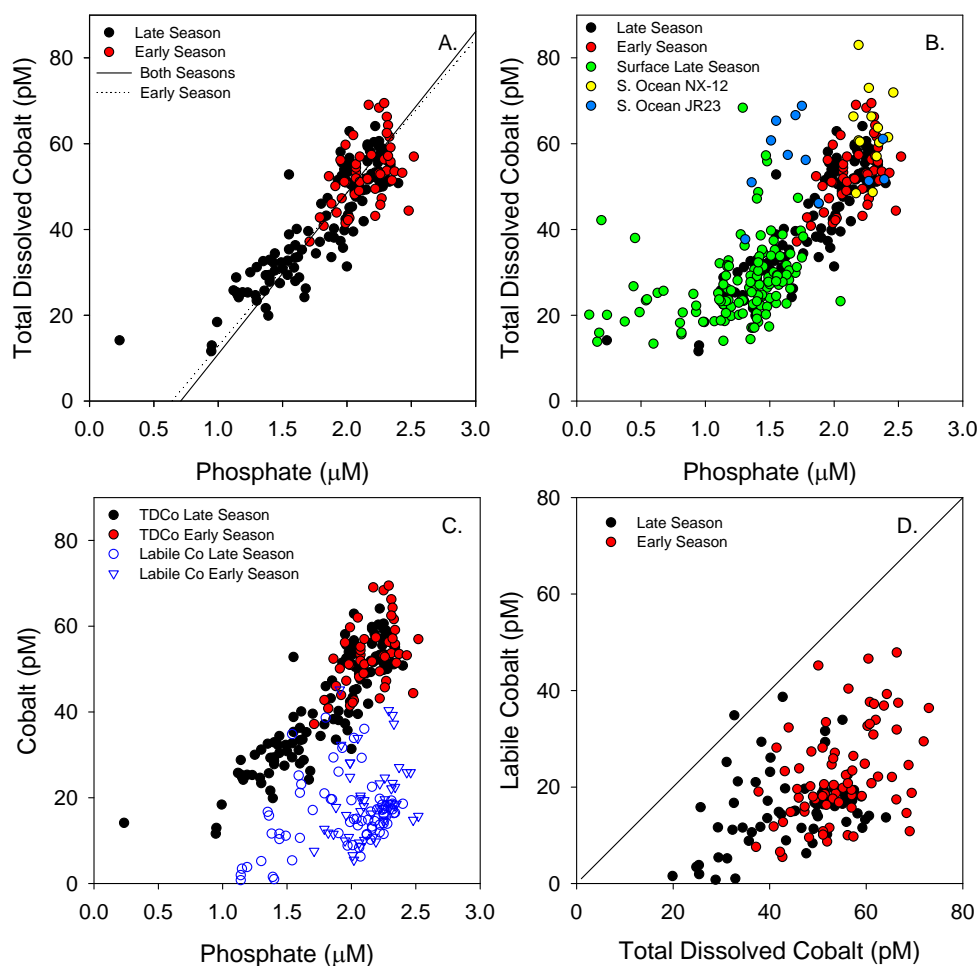 A.
Late Season
Early Season
Both Seasons
Early Season
Total Dissolved Cobalt (pM)
80
60
40
20
0
0.0 0.5 1.0 1.5 2.0 2.5 3.0
Phosphate (μM)
B.
Late Season
Early Season
Surface Late Season
S. Ocean NX-12
S. Ocean JR23
Total Dissolved Cobalt (pM)
80
60
40
20
0
0.0 0.5 1.0 1.5 2.0 2.5 3.0
Phosphate (μM)
C.
TDCo Late Season
TDCo Early Season
Labile Co Late Season
Labile Co Early Season
Cobalt (pM)
80
60
40
20
0
0.0 0.5 1.0 1.5 2.0 2.5 3.0
Phosphate (μM)
D.
Late Season
Early Season
Labile Cobalt (pM)
80
60
40
20
0
0 20 40 60 80
Total Dissolved Cobalt (pM)